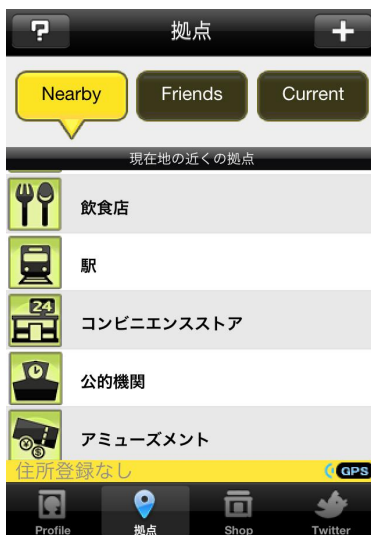 ?
拠点
+
Nearby
Friends
Current
現在地の近くの拠点
飲食店
駅
24
コンビニエンスストア
公的機関
アミューズメント
住所登録なし
GPS
Profile
拠点
Shop
Twitter